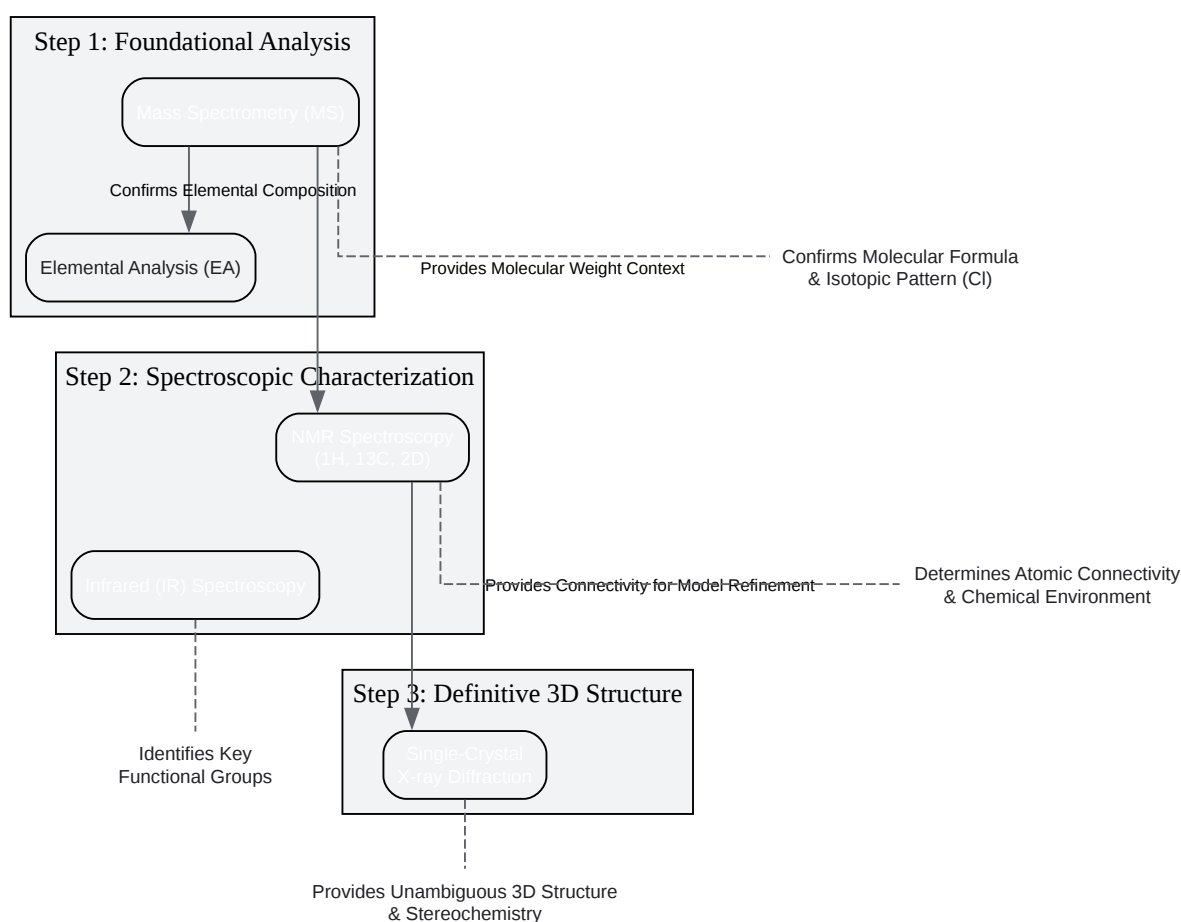 Step 1: Foundational Analysis
Mass Spectrometry (MS)
Confirms Elemental Composition
Elemental Analysis (EA)
Provides Molecular Weight Context
Confirms Molecular Formula
& Isotopic Pattern (Cl)
Step 2: Spectroscopic Characterization
NMR Spectroscopy
(1H, 13C, 2D)
Infrared (IR) Spectroscopy
Provides Connectivity for Model Refinement
Determines Atomic Connectivity
& Chemical Environment
Step 3: Definitive 3D Structure
Single-Crystal
X-ray Diffraction
Identifies Key
Functional Groups
Provides Unambiguous 3D Structure
& Stereochemistry